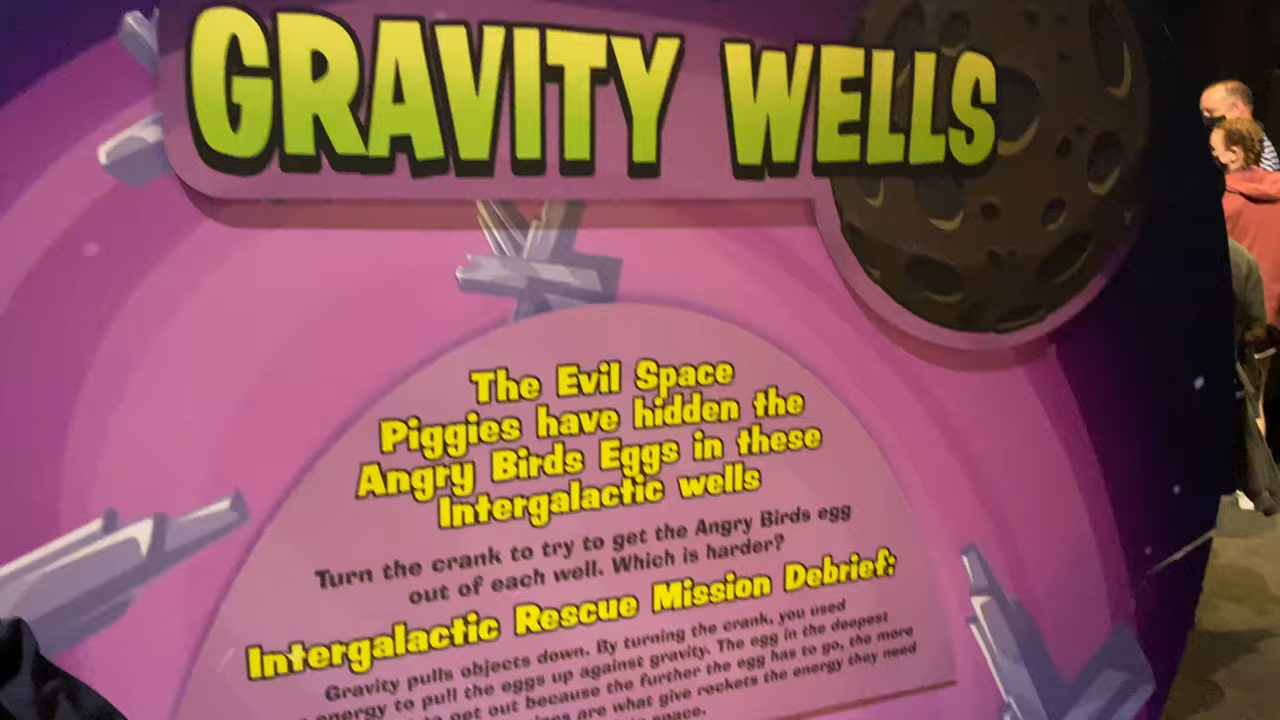 GRAVITY WELLS
The Evil Space
Piggies have hidden the
Angry Birds Eggs in these
Intergalactic wells
Turn the crank to try to get the Angry Birds egg
out of each well. Which is harder?
Intergalactic Rescue Mission Debrief:
Gravity pulls objects down. By turning the crank, you used
energy to pull the eggs up against gravity. The egg in the deepest
to get out because the further the egg has to go, the more
are what give rockets the energy they need
space.